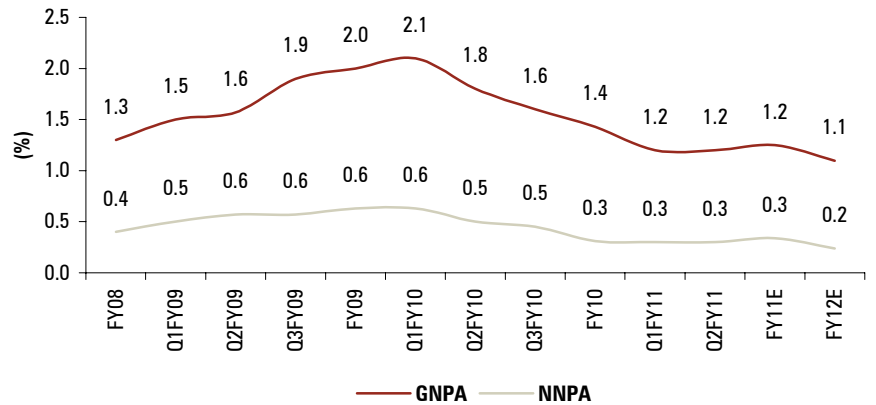 2.5
2.0
1.5
1.0
0.5
0.0
(%)
1.3 1.5 1.6 1.9 2.0 2.1 1.8 1.6 1.4 1.2 1.2 1.2 1.1
0.4 0.5 0.6 0.6 0.6 0.6 0.5 0.5 0.3 0.3 0.3 0.3 0.2
FY08
Q1FY09
Q2FY09
Q3FY09
FY09
Q1FY10
Q2FY10
Q3FY10
FY10
Q1FY11
Q2FY11
FY11E
FY12E
GNPA NNPA